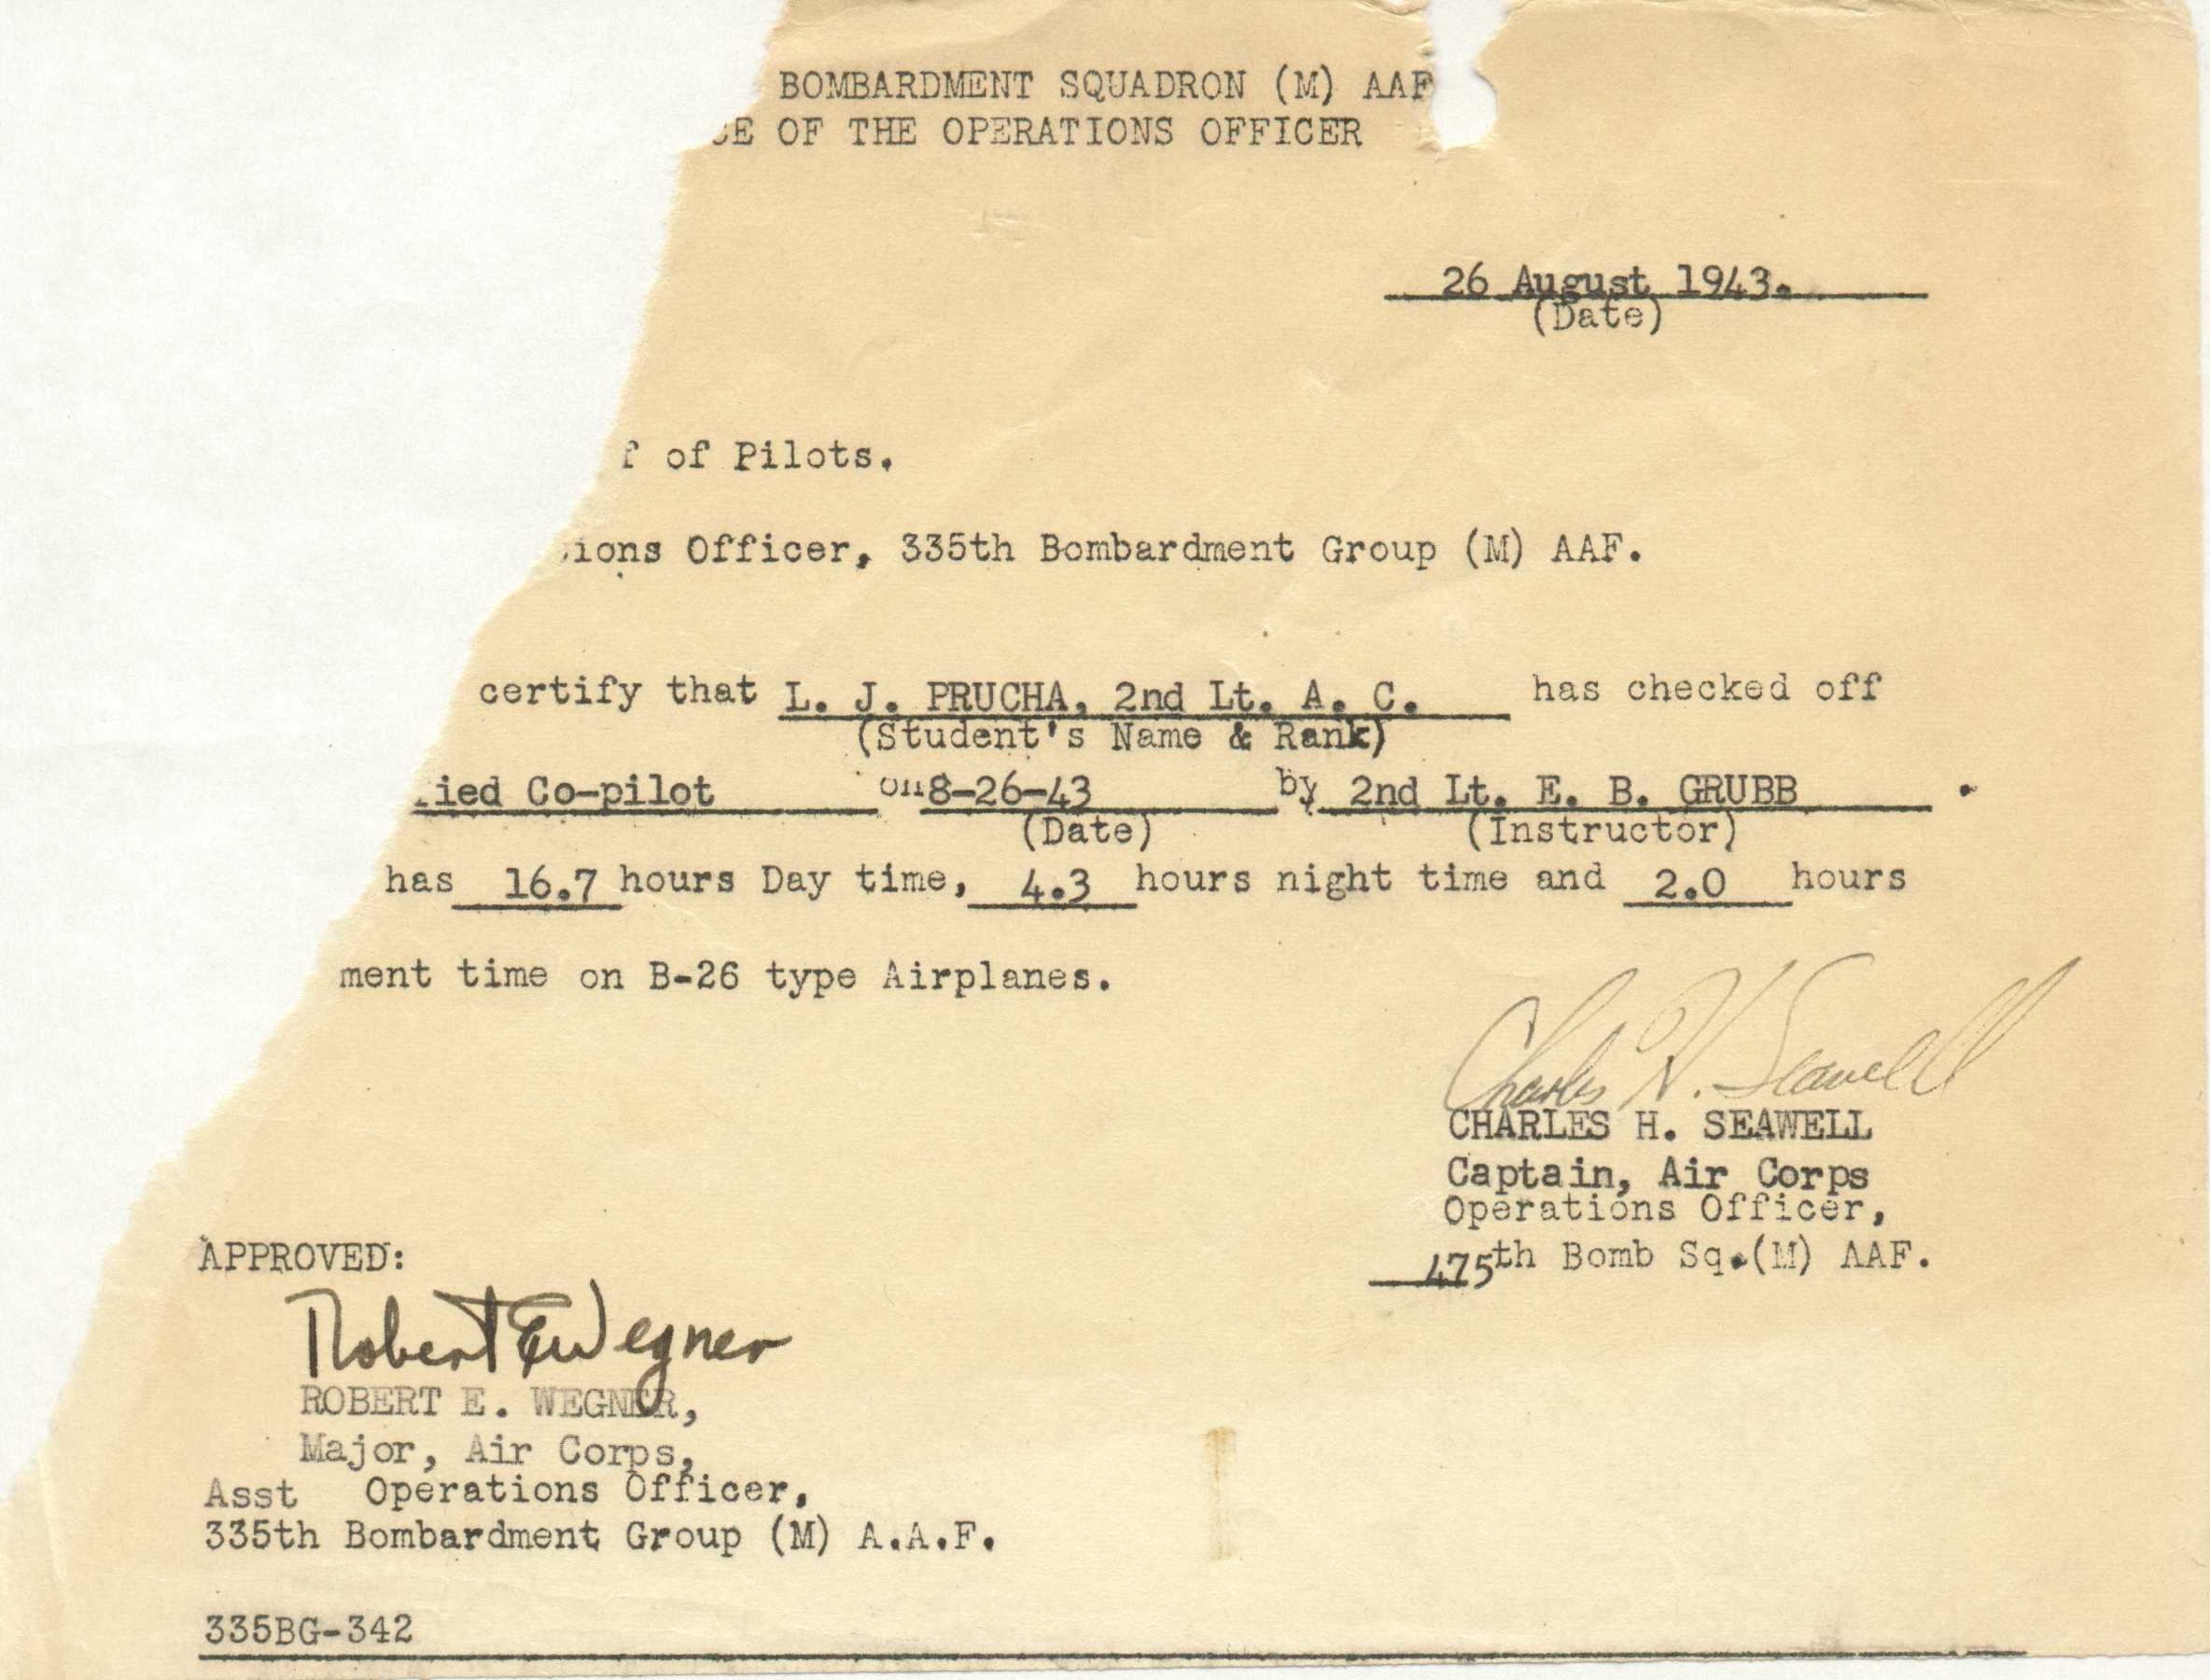 BOMBARDMENT SQUADRON (M) AAF
CE OF THE OPERATIONS OFFICER
26 August 1943.
(Date)
f of Pilots.
tions Officer, 335th Bombardment Group (M) AAF.
certify that L. J. PRUCHA, 2nd Lt. A. C. has checked off
(Student's Name & Rank)
ied Co-pilot on 8-26-43 by 2nd Lt. E. B. GRUBB .
(Date) (Instructor)
has 16.7 hours Day time, 4.3 hours night time and 2.0 hours
ment time on B-26 type Airplanes.
Charles H. Seawell
CHARLES H. SEAWELL
Captain, Air Corps
Operations Officer,
475th Bomb Sq.(M) AAF.
APPROVED:
Robert E Wegner
ROBERT E. WEGNER,
Major, Air Corps,
Asst Operations Officer,
335th Bombardment Group (M) A.A.F.
335BG-342